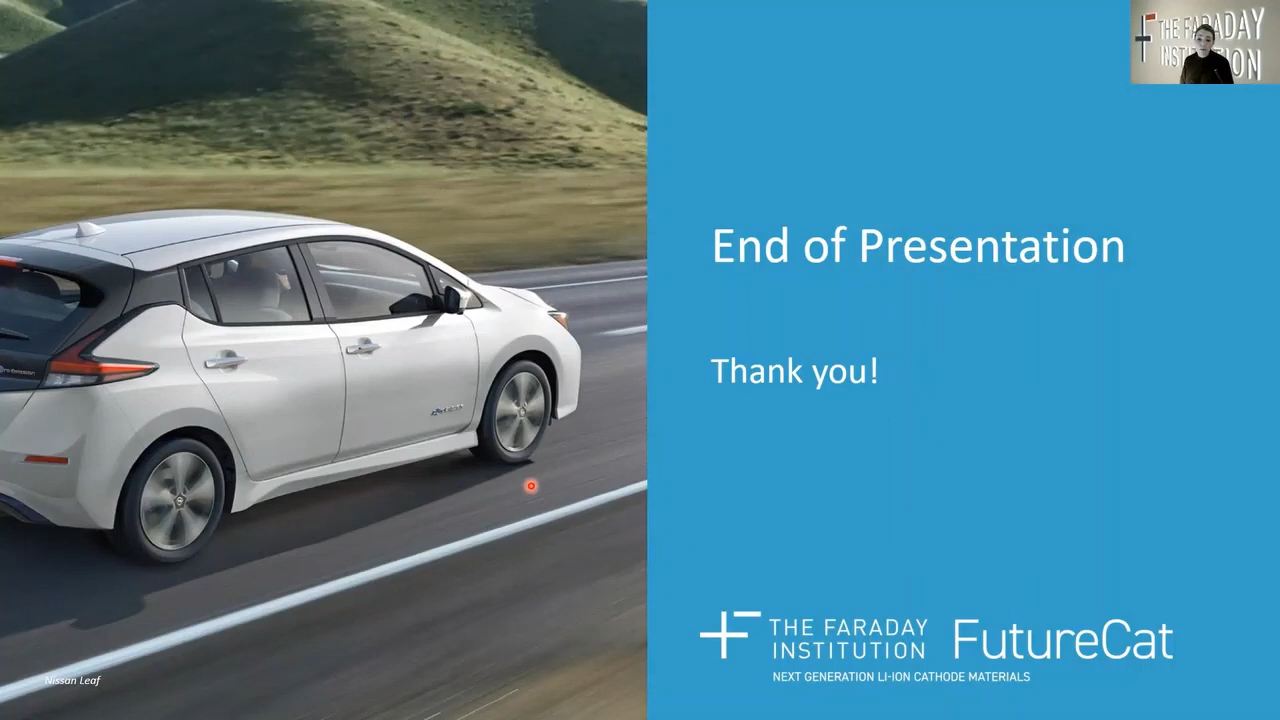 THE FARADAY
INSTITUTION
End of Presentation
Thank you!
THE FARADAY
INSTITUTION
FutureCat
NEXT GENERATION LI-ION CATHODE MATERIALS
Nissan Leaf